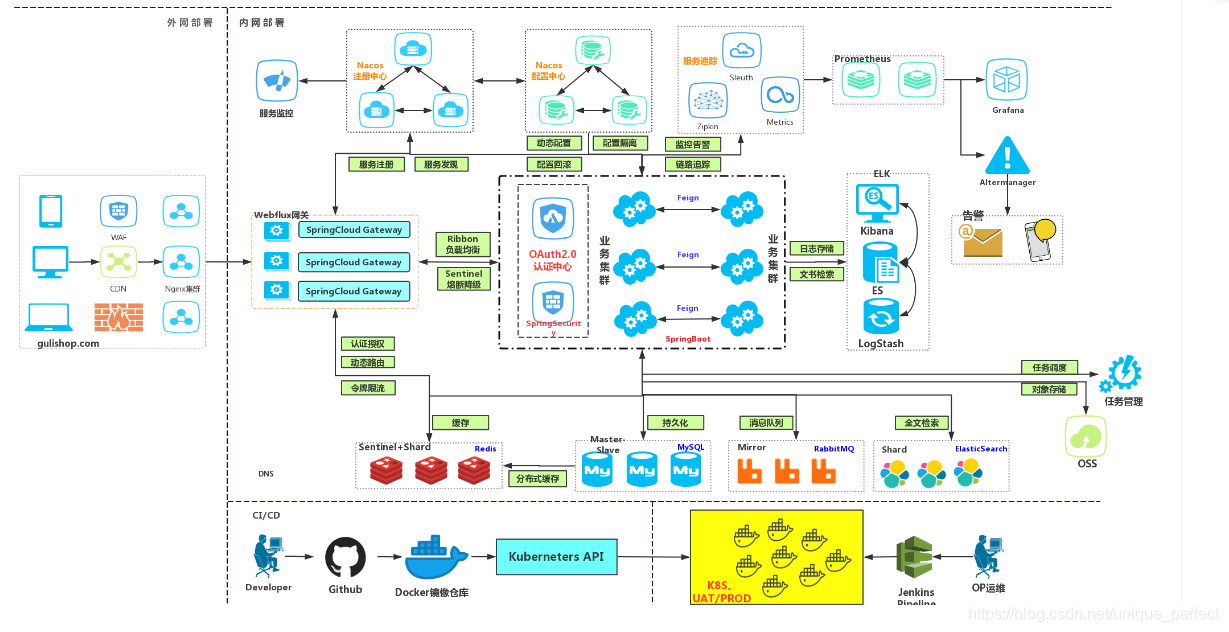 外网部署
内网部署
服务监控
Nacos
注册中心
Nacos
配置中心
服务追踪
Sleuth
Zipkin
Metrics
Prometheus
Grafana
Altermanager
告警
服务注册
服务发现
动态配置
配置隔离
配置回滚
监控告警
链路追踪
WAF
CDN
Nginx集群
gulishop.com
Webflux网关
SpringCloud Gateway
SpringCloud Gateway
SpringCloud Gateway
Ribbon
负载均衡
Sentinel
熔断降级
OAuth2.0
认证中心
SpringSecurit
y
业务集群
Feign
Feign
Feign
业务集群
SpringBoot
日志存储
文书检索
ELK
ES
Kibana
ES
LogStash
认证授权
动态路由
令牌限流
任务调度
对象存储
任务管理
OSS
缓存
持久化
消息队列
全文检索
Sentinel+Shard
Redis
分布式缓存
Master-
Slave
MySQL
My
My
My
Mirror
RabbitMQ
Shard
ElasticSearch
DNS
CI/CD
Developer
Github
Docker镜像仓库
Kuberneters API
K8S、
UAT/PROD
Jenkins
Pipeline
OP运维
https://blog.csdn.net/unique_perfect